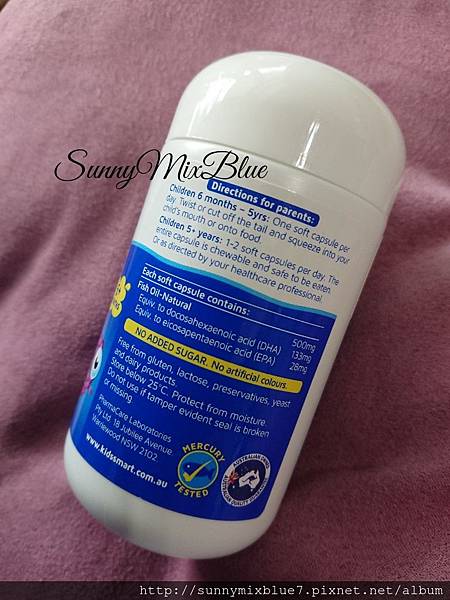 SunnyMixBlue
Directions for parents:
Children 6 months – 5yrs: One soft capsule per
day. Twist or cut off the tail and squeeze into your
child's mouth or onto food.
Children 5+ years: 1-2 soft capsules per day. The
entire capsule is chewable and safe to be eaten.
Or as directed by your healthcare professional.
Each soft capsule contains:
Fish Oil-Natural 500mg
Equiv. to docosahexaenoic acid (DHA) 133mg
Equiv. to eicosapentaenoic acid (EPA) 28mg
NO ADDED SUGAR. No artificial colours.
Free from gluten, lactose, preservatives, yeast
and dairy products.
Store below 25°C. Protect from moisture.
Do not use if tamper evident seal is broken
or missing.
PharmaCare Laboratories
Pty Ltd. 18 Jubilee Avenue
Warriewood NSW 2102.
www.kidssmart.com.au
MERCURY
TESTED
http://sunnymixblue7.pixnet.net/album